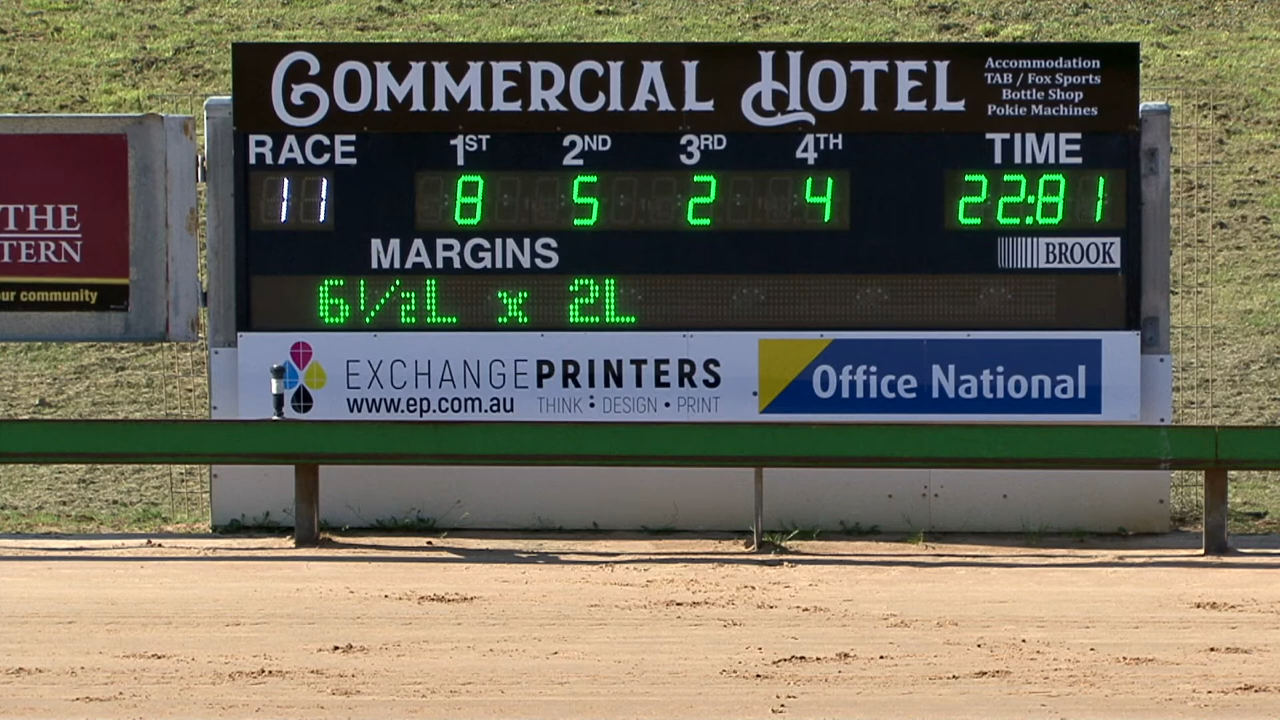 COMMERCIAL HOTEL
Accommodation
TAB / Fox Sports
Bottle Shop
Pokie Machines
RACE 1ST 2ND 3RD 4TH TIME
11 8 5 2 4 22:81
MARGINS
BROOK
6½L x 2L
THE
TERN
ur community
EXCHANGEPRINTERS
www.ep.com.au THINK : DESIGN • PRINT
Office National